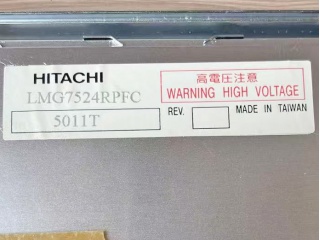 HITACHI
LMG7524RPFC
5011T
高電圧注意
WARNING HIGH VOLTAGE
REV.
MADE IN TAIWAN